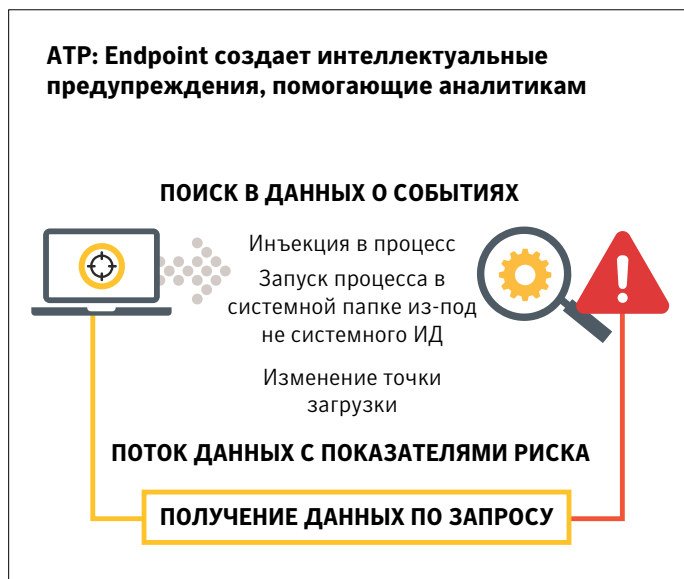 ATP: Endpoint создает интеллектуальные
предупреждения, помогающие аналитикам
ПОИСК В ДАННЫХ О СОБЫТИЯХ
Инъекция в процесс
Запуск процесса в
системной папке из-под
не системного ИД
Изменение точки
загрузки
ПОТОК ДАННЫХ С ПОКАЗАТЕЛЯМИ РИСКА
ПОЛУЧЕНИЕ ДАННЫХ ПО ЗАПРОСУ